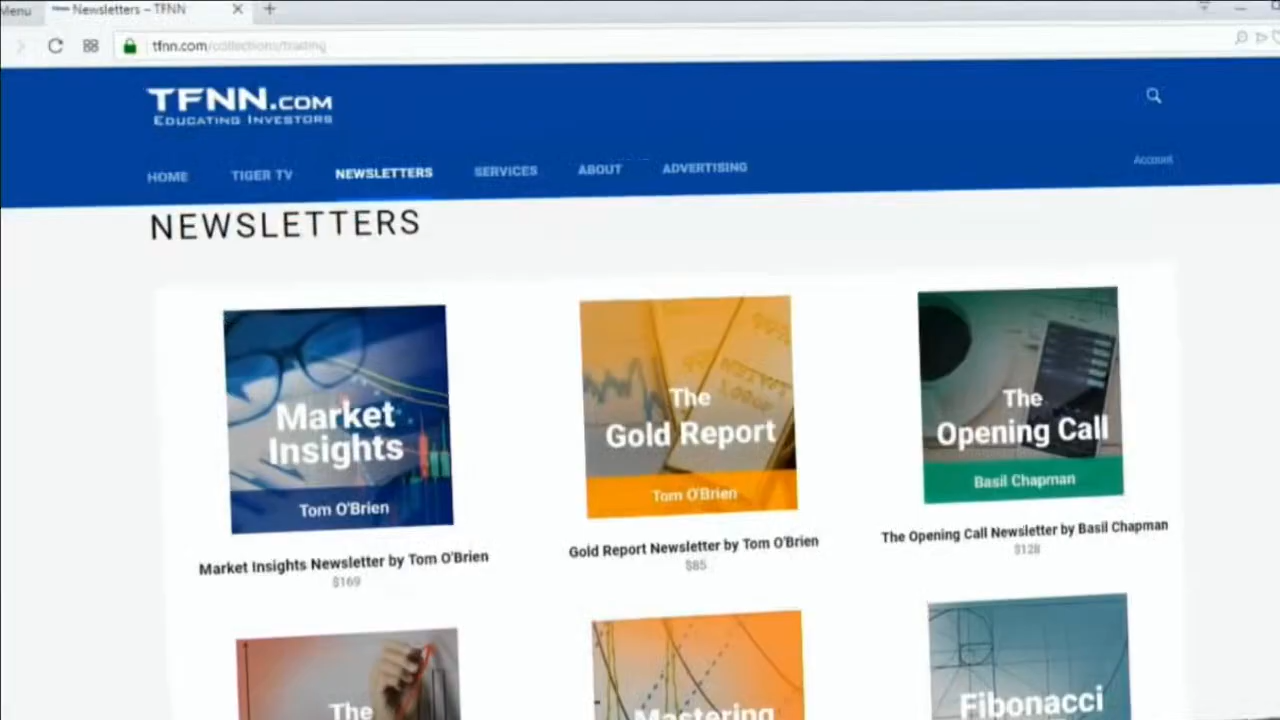 Menu
Newsletters – TFNN
tfnn.com/collections/trading
TFNN.COM
EDUCATING INVESTORS
HOME TIGER TV NEWSLETTERS SERVICES ABOUT ADVERTISING
Account
NEWSLETTERS
Market
Insights
Tom O'Brien
Market Insights Newsletter by Tom O'Brien
$169
The
Gold Report
Tom O'Brien
Gold Report Newsletter by Tom O'Brien
$85
The
Opening Call
Basil Chapman
The Opening Call Newsletter by Basil Chapman
$128
The
Mastering
Fibonacci